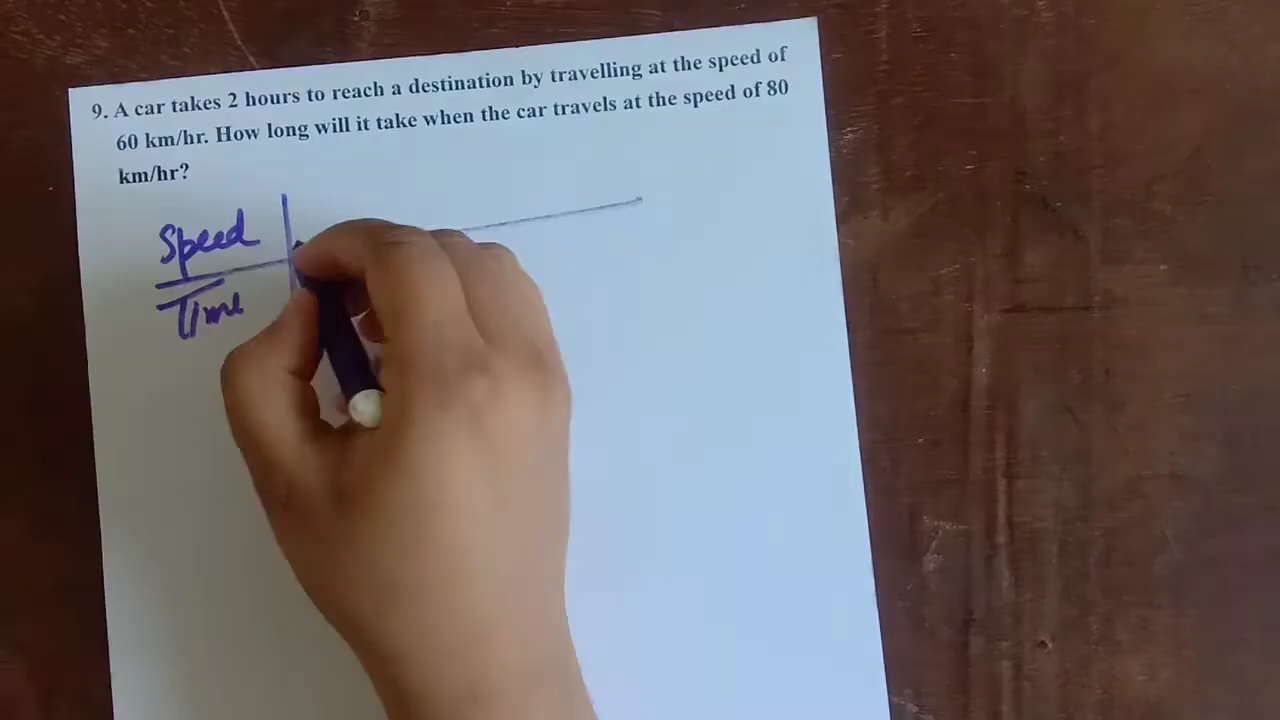 9. A car takes 2 hours to reach a destination by travelling at the speed of
60 km/hr. How long will it take when the car travels at the speed of 80
km/hr?
Speed
Time